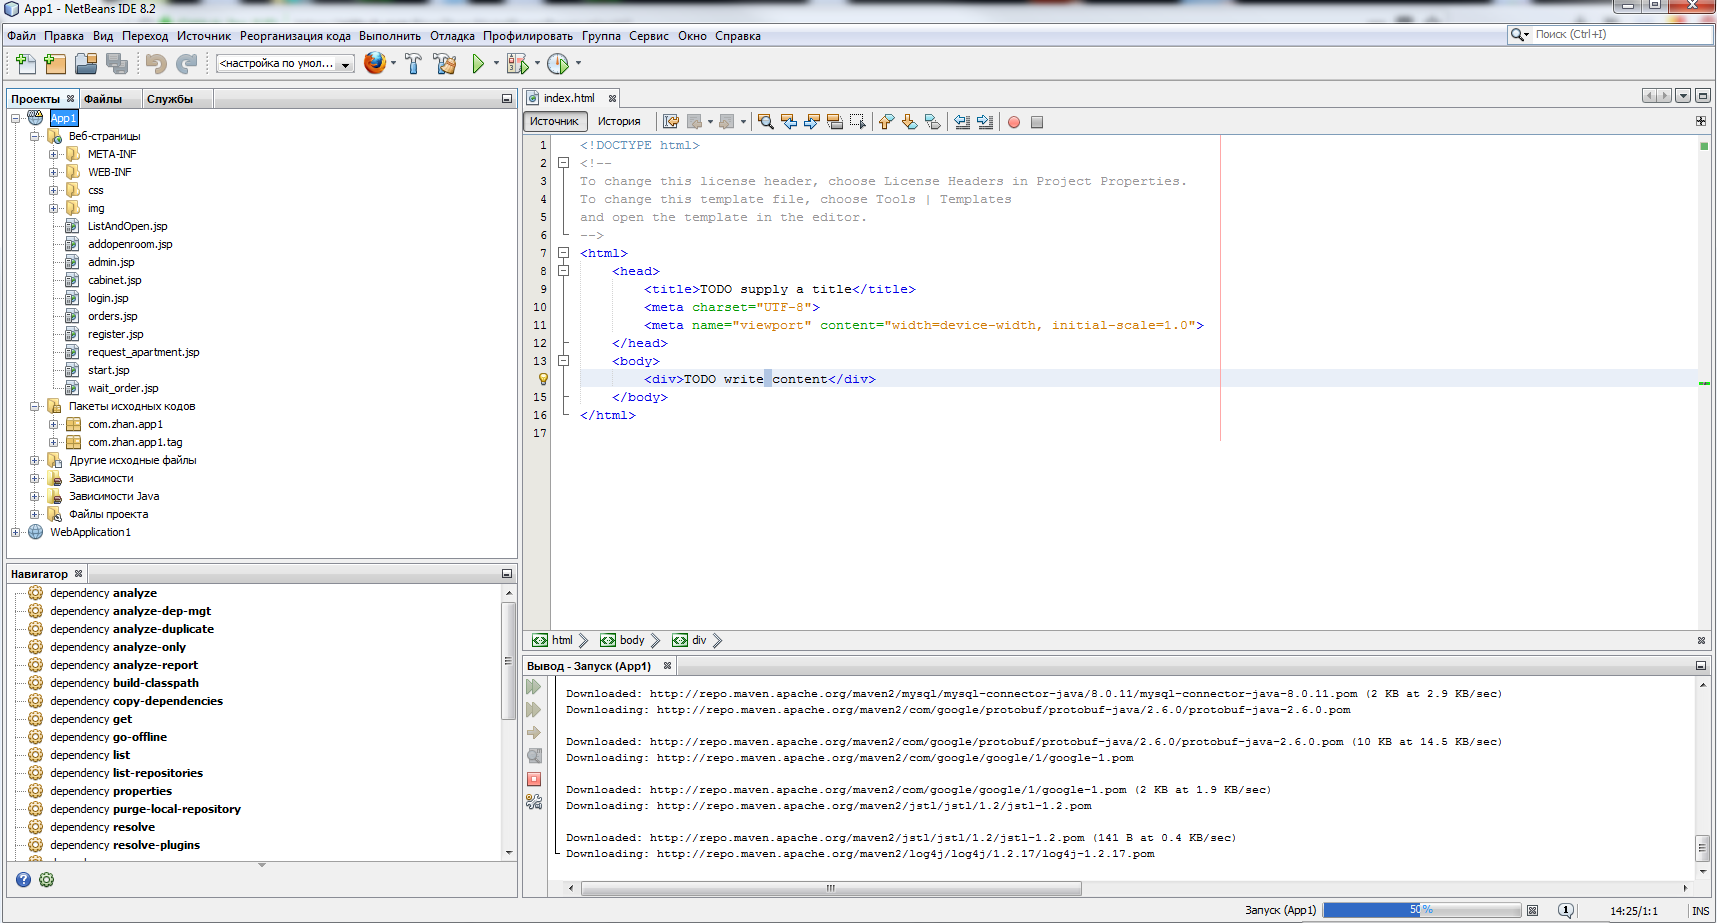 App1 - NetBeans IDE 8.2
Файл Правка Вид Переход Источник Реорганизация кода Выполнить Отладка Профилировать Группа Сервис Окно Справка
Поиск (Ctrl+I)
<настройка по умол...
Проекты Файлы Службы
App1
Веб-страницы
META-INF
WEB-INF
css
img
ListAndOpen.jsp
addopenroom.jsp
admin.jsp
cabinet.jsp
login.jsp
orders.jsp
register.jsp
request_apartment.jsp
start.jsp
wait_order.jsp
Пакеты исходных кодов
com.zhan.app1
com.zhan.app1.tag
Другие исходные файлы
Зависимости
Зависимости Java
Файлы проекта
WebApplication1
Навигатор
dependency analyze
dependency analyze-dep-mgt
dependency analyze-duplicate
dependency analyze-only
dependency analyze-report
dependency build-classpath
dependency copy-dependencies
dependency get
dependency go-offline
dependency list
dependency list-repositories
dependency properties
dependency purge-local-repository
dependency resolve
dependency resolve-plugins
index.html
Источник История
1 <!DOCTYPE html>
2 <!--
3 To change this license header, choose License Headers in Project Properties.
4 To change this template file, choose Tools | Templates
5 and open the template in the editor.
6 -->
7 <html>
8 <head>
9 <title>TODO supply a title</title>
10 <meta charset="UTF-8">
11 <meta name="viewport" content="width=device-width, initial-scale=1.0">
12 </head>
13 <body>
<div>TODO write content</div>
15 </body>
16 </html>
17
html body div
Вывод - Запуск (App1)
Downloaded: http://repo.maven.apache.org/maven2/mysql/mysql-connector-java/8.0.11/mysql-connector-java-8.0.11.pom (2 KB at 2.9 KB/sec)
Downloading: http://repo.maven.apache.org/maven2/com/google/protobuf/protobuf-java/2.6.0/protobuf-java-2.6.0.pom
Downloaded: http://repo.maven.apache.org/maven2/com/google/protobuf/protobuf-java/2.6.0/protobuf-java-2.6.0.pom (10 KB at 14.5 KB/sec)
Downloading: http://repo.maven.apache.org/maven2/com/google/google/1/google-1.pom
Downloaded: http://repo.maven.apache.org/maven2/com/google/google/1/google-1.pom (2 KB at 1.9 KB/sec)
Downloading: http://repo.maven.apache.org/maven2/jstl/jstl/1.2/jstl-1.2.pom
Downloaded: http://repo.maven.apache.org/maven2/jstl/jstl/1.2/jstl-1.2.pom (141 B at 0.4 KB/sec)
Downloading: http://repo.maven.apache.org/maven2/log4j/log4j/1.2.17/log4j-1.2.17.pom
Запуск (App1) 50% 1 14:25/1:1 INS